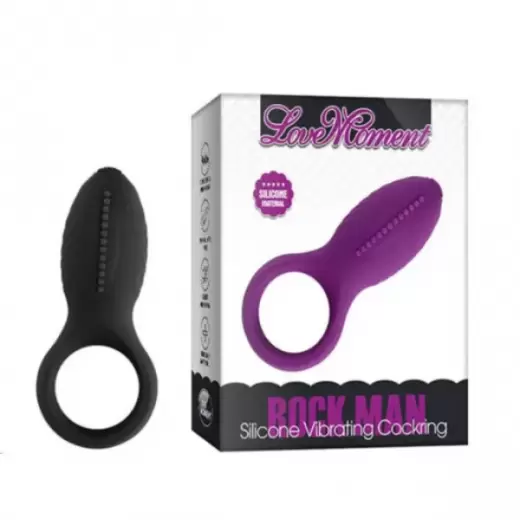 LoveMoment
SILICONE
MATERIAL
ROCK MAN
Silicone Vibrating Cockring